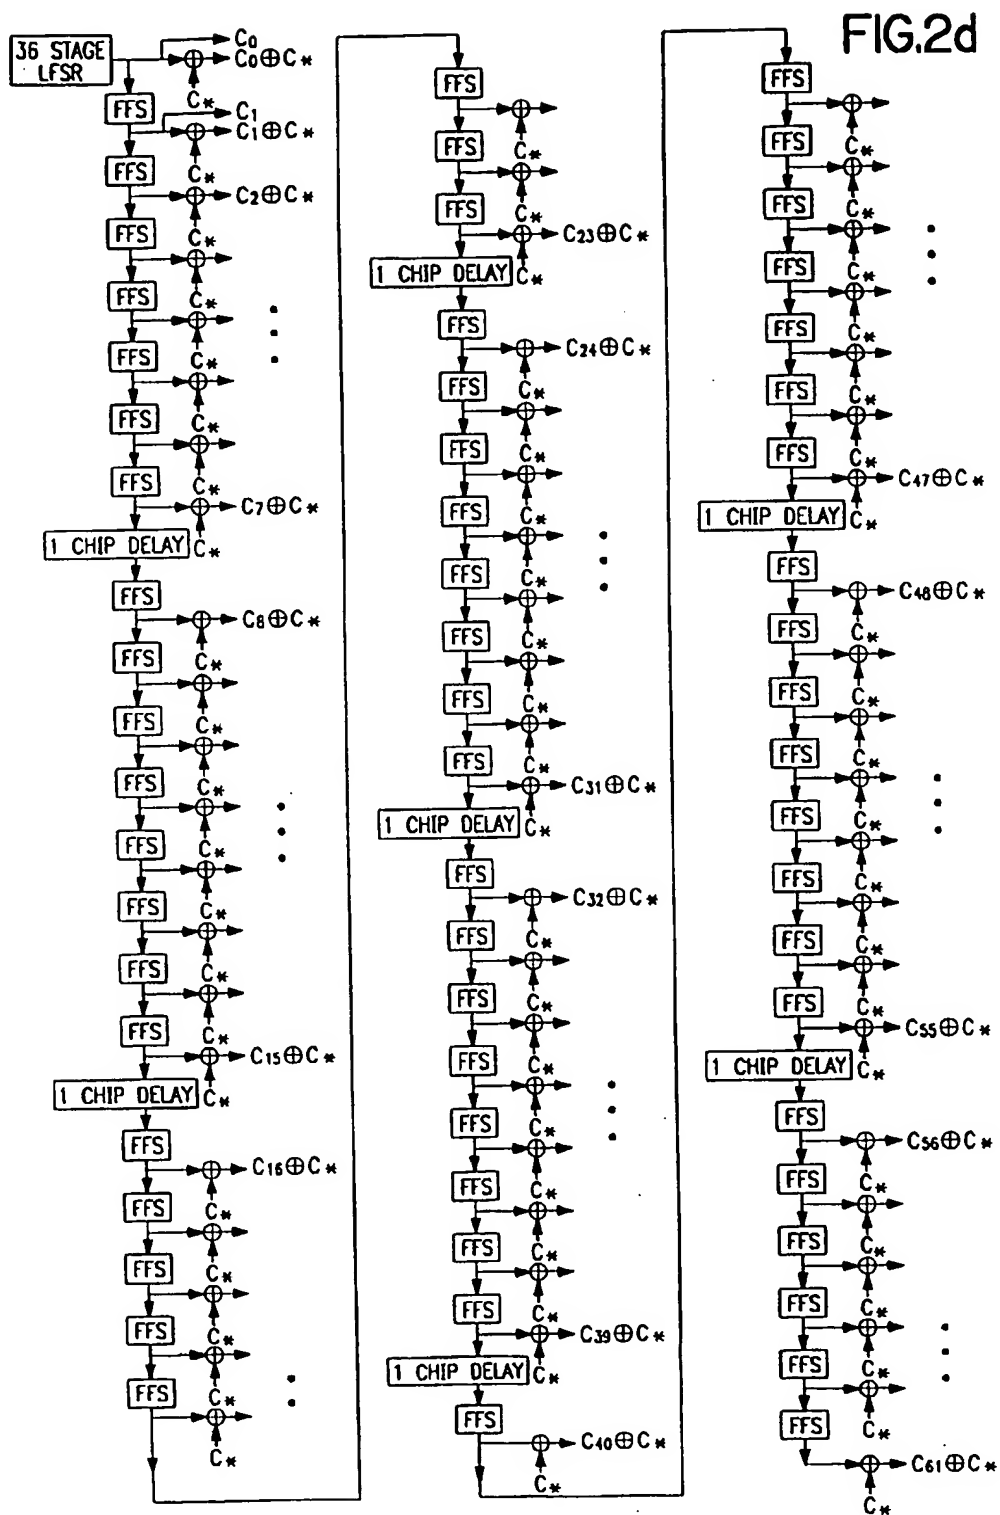 FIG.2d
36 STAGE
LFSR
C0
C0⊕C*
C*
FFS
C1
C1⊕C*
FFS C*
C2⊕C*
FFS C*
FFS C*
FFS C*
FFS C*
FFS C*
C7⊕C*
1 CHIP DELAY C*
FFS
C8⊕C*
FFS C*
FFS C*
FFS C*
FFS C*
FFS C*
FFS C*
FFS C*
C15⊕C*
1 CHIP DELAY C*
FFS
C16⊕C*
FFS C*
FFS C*
FFS C*
FFS C*
C*
FFS
FFS C*
FFS C*
C23⊕C*
1 CHIP DELAY C*
FFS
C24⊕C*
FFS C*
FFS C*
FFS C*
FFS C*
FFS C*
FFS C*
FFS C*
C31⊕C*
1 CHIP DELAY C*
FFS
C32⊕C*
FFS C*
FFS C*
FFS C*
FFS C*
FFS C*
FFS C*
FFS C*
C39⊕C*
1 CHIP DELAY C*
FFS
C40⊕C*
C*
FFS
FFS C*
FFS C*
FFS C*
FFS C*
FFS C*
FFS C*
C47⊕C*
1 CHIP DELAY C*
FFS
C48⊕C*
FFS C*
FFS C*
FFS C*
FFS C*
FFS C*
FFS C*
FFS C*
C55⊕C*
1 CHIP DELAY C*
FFS
C56⊕C*
FFS C*
FFS C*
FFS C*
FFS C*
FFS C*
C61⊕C*
C*